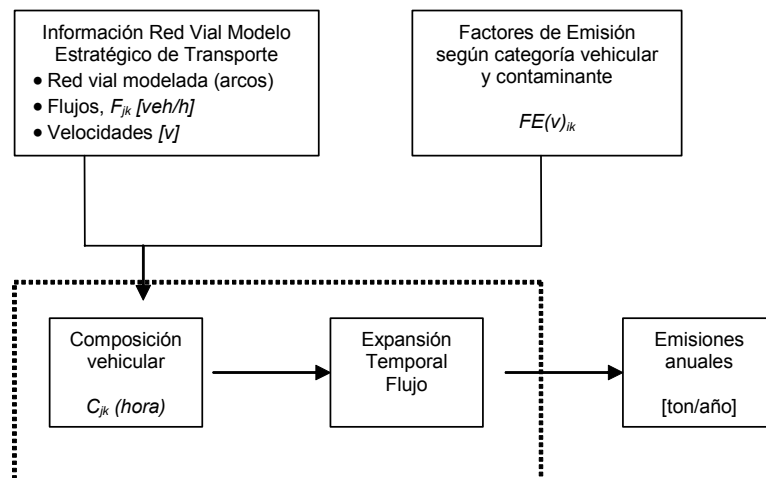 Información Red Vial Modelo
Estratégico de Transporte
• Red vial modelada (arcos)
• Flujos, Fjk [veh/h]
• Velocidades [v]
Factores de Emisión
según categoría vehicular
y contaminante
FE(v)ik
Composición
vehicular
Cjk (hora)
Expansión
Temporal
Flujo
Emisiones
anuales
[ton/año]